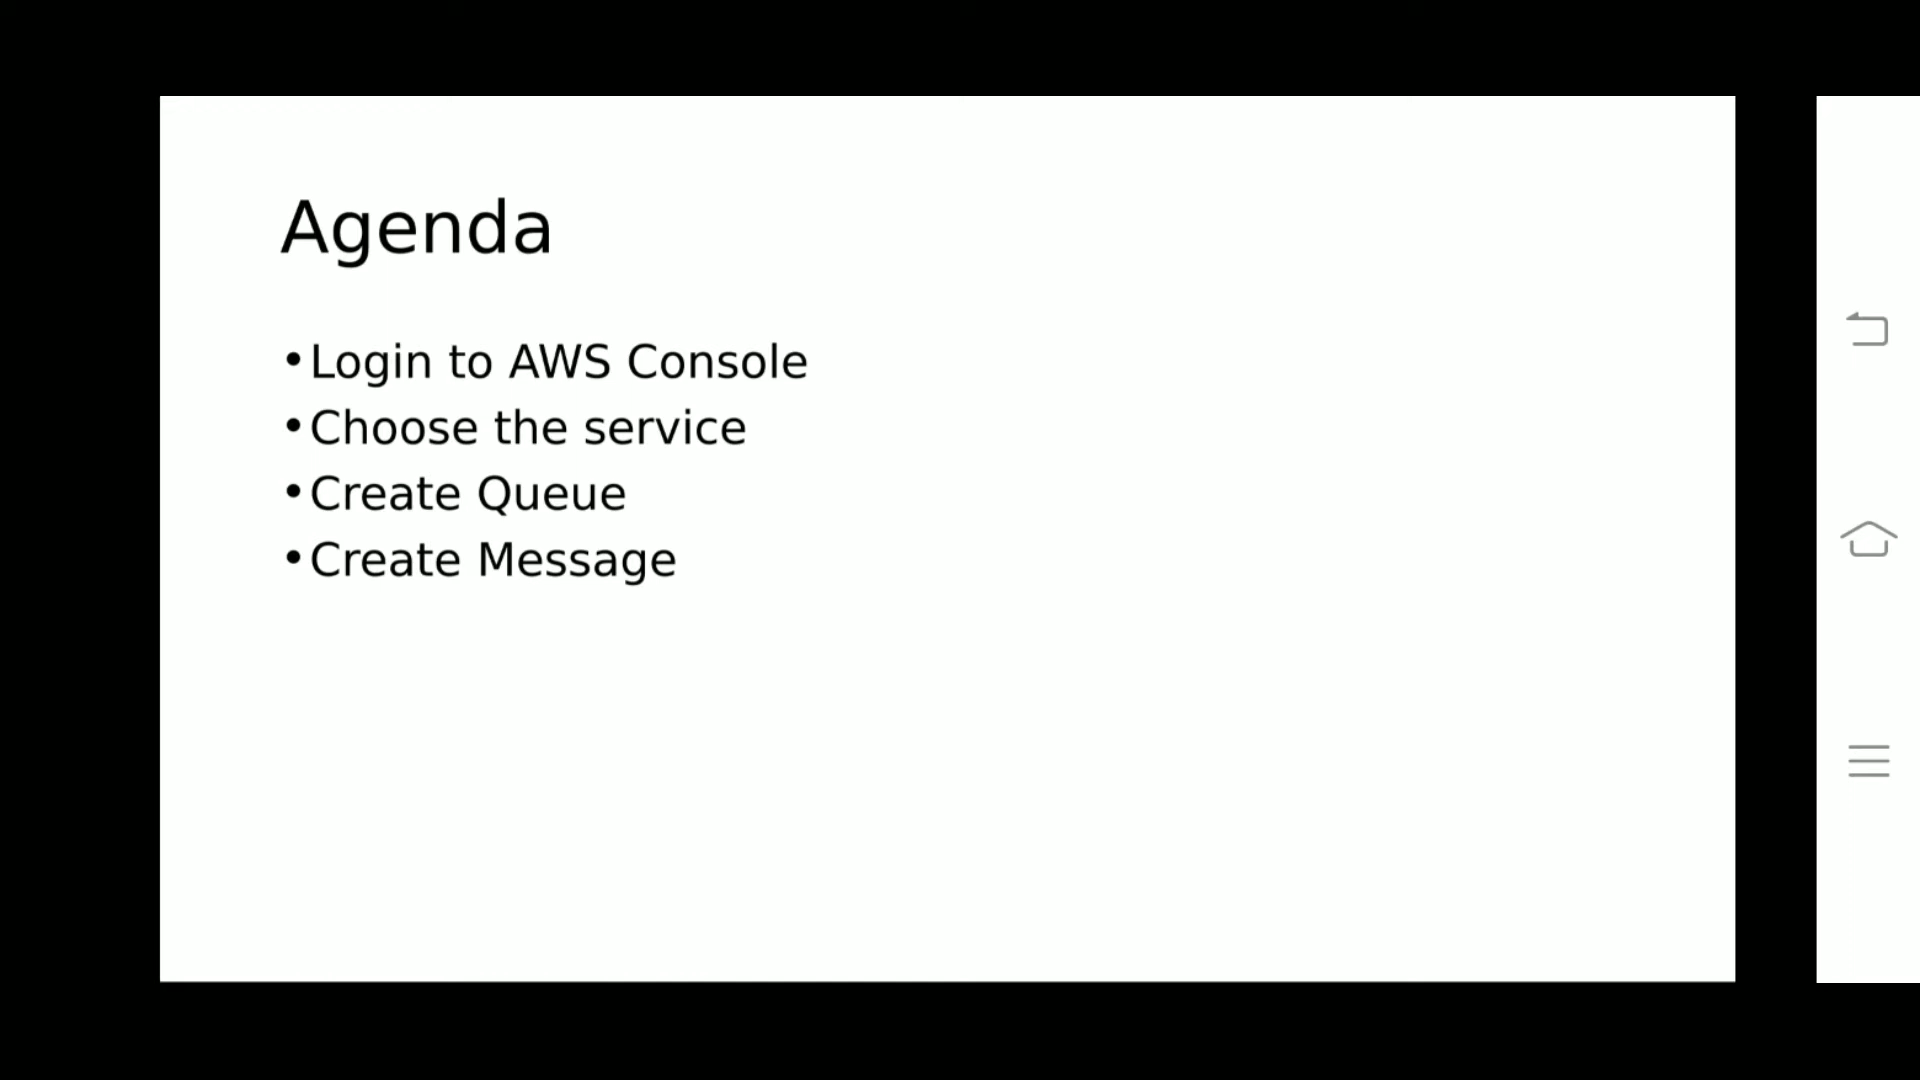 Agenda
•Login to AWS Console
•Choose the service
•Create Queue
•Create Message